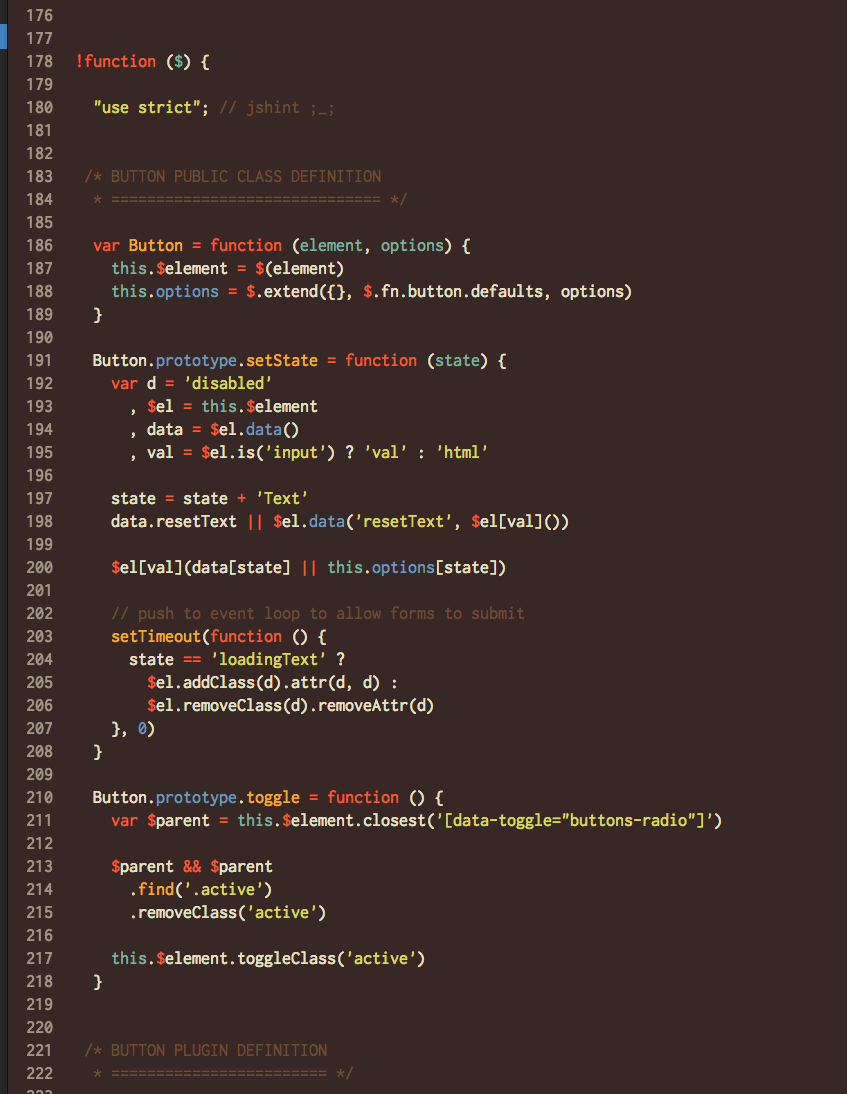 176
177
178 !function ($) {
179
180 "use strict"; // jshint ;_;
181
182
183 /* BUTTON PUBLIC CLASS DEFINITION
184 * ============================== */
185
186 var Button = function (element, options) {
187 this.$element = $(element)
188 this.options = $.extend({}, $.fn.button.defaults, options)
189 }
190
191 Button.prototype.setState = function (state) {
192 var d = 'disabled'
193 , $el = this.$element
194 , data = $el.data()
195 , val = $el.is('input') ? 'val' : 'html'
196
197 state = state + 'Text'
198 data.resetText || $el.data('resetText', $el[val]())
199
200 $el[val](data[state] || this.options[state])
201
202 // push to event loop to allow forms to submit
203 setTimeout(function () {
204 state == 'loadingText' ?
205 $el.addClass(d).attr(d, d) :
206 $el.removeClass(d).removeAttr(d)
207 }, 0)
208 }
209
210 Button.prototype.toggle = function () {
211 var $parent = this.$element.closest('[data-toggle="buttons-radio"]')
212
213 $parent && $parent
214 .find('.active')
215 .removeClass('active')
216
217 this.$element.toggleClass('active')
218 }
219
220
221 /* BUTTON PLUGIN DEFINITION
222 * ======================== */